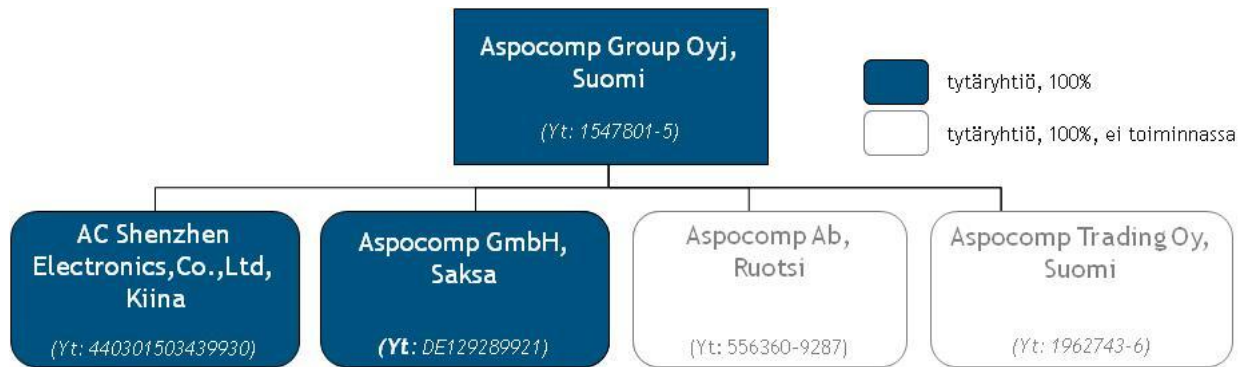 Aspocomp Group Oyj,
Suomi
(Yt: 1547801-5)
tytäryhtiö, 100%
tytäryhtiö, 100%, ei toiminnassa
AC Shenzhen
Electronics,Co.,Ltd,
Kiina
(Yt: 440301503439930)
Aspocomp GmbH,
Saksa
(Yt: DE129289921)
Aspocomp Ab,
Ruotsi
(Yt: 556360-9287)
Aspocomp Trading Oy,
Suomi
(Yt: 1962743-6)